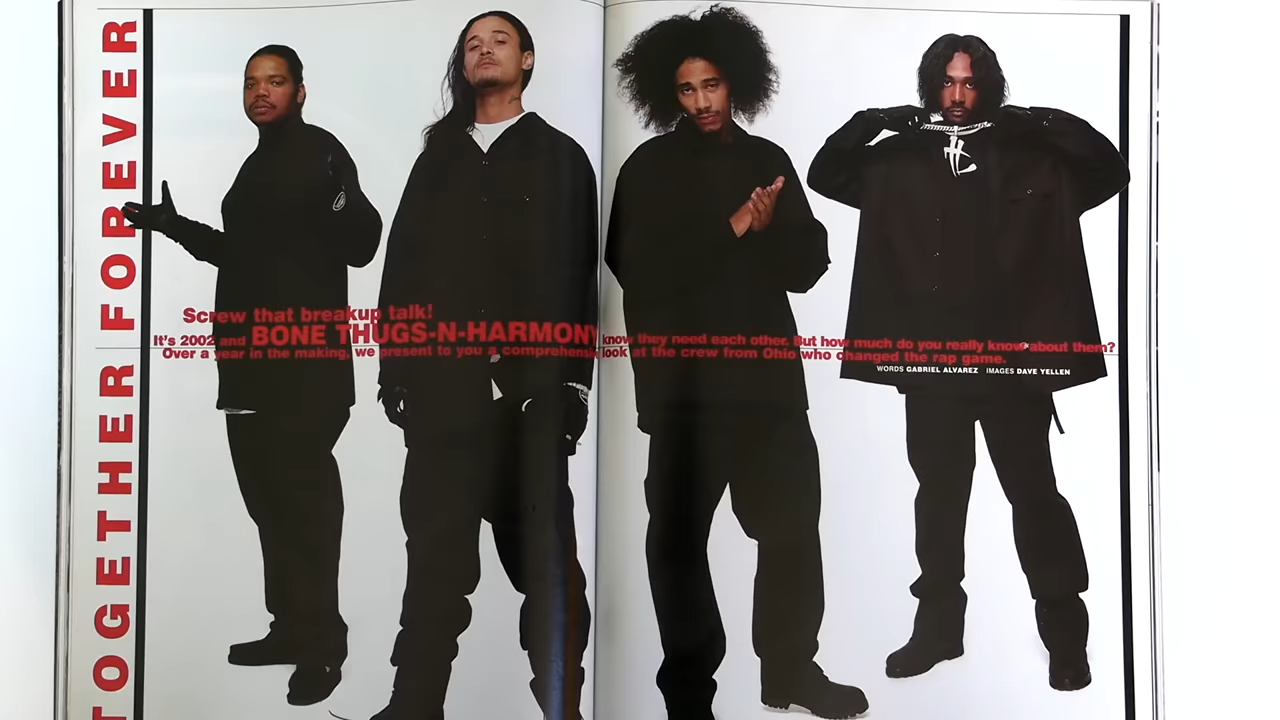 TOGETHER FOREVER
Screw that breakup talk!
It's 2002 and BONE THUGS-N-HARMONY know they need each other. But how much do you really know about them?
Over a year in the making, we present to you a comprehensive look at the crew from Ohio who changed the rap game.
WORDS GABRIEL ALVAREZ IMAGES DAVE YELLEN